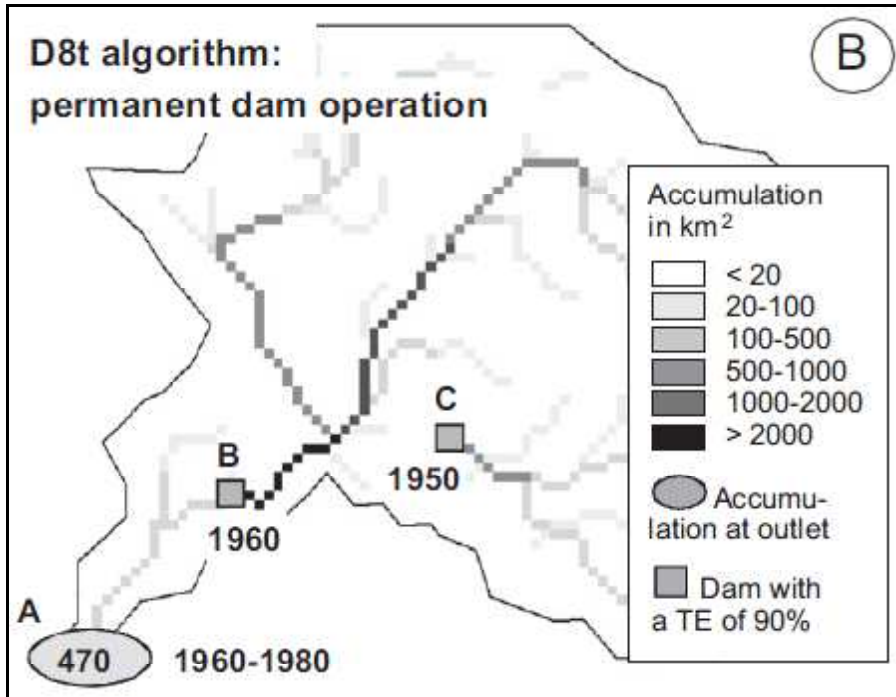 D8t algorithm:
permanent dam operation
B
Accumulation
in km²
< 20
20-100
100-500
500-1000
1000-2000
> 2000
Accumu-
lation at outlet
Dam with
a TE of 90%
C
1950
B
1960
A
470
1960-1980